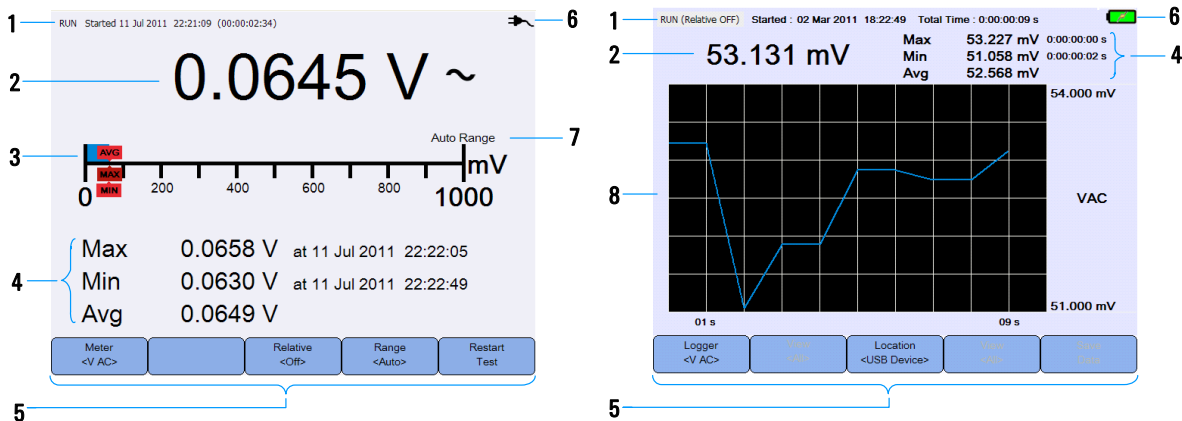 1
RUN Started 11 Jul 2011 22:21:09 (00:00:02:34)
6
2
0.0645 V ~
7
Auto Range
3
AVG
MAX
MIN
mV
0
200
400
600
800
1000
4
Max 0.0658 V at 11 Jul 2011 22:22:05
Min 0.0630 V at 11 Jul 2011 22:22:49
Avg 0.0649 V
Meter
<V AC>
Relative
<Off>
Range
<Auto>
Restart
Test
5
1
RUN (Relative OFF) Started : 02 Mar 2011 18:22:49 Total Time : 0:00:00:09 s
6
2
53.131 mV
Max 53.227 mV 0:00:00:00 s
Min 51.058 mV 0:00:00:02 s
Avg 52.568 mV
4
54.000 mV
8
VAC
51.000 mV
01 s
09 s
Logger
<V AC>
View
<All>
Location
<USB Device>
View
<All>
Save
Data
5